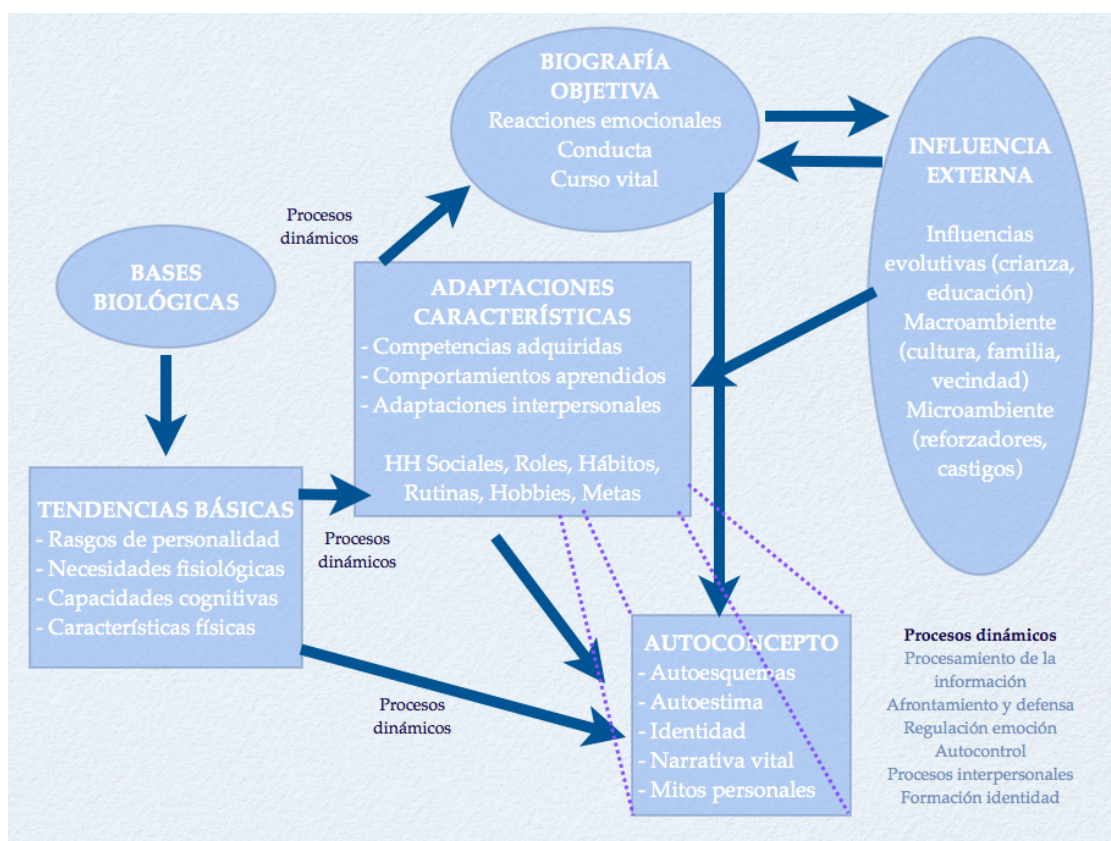 BIOGRAFÍA
OBJETIVA
Reacciones emocionales
Conducta
Curso vital
INFLUENCIA
EXTERNA
Influencias
evolutivas (crianza,
educación)
Macroambiente
(cultura, familia,
vecindad)
Microambiente
(reforzadores,
castigos)
Procesos
dinámicos
BASES
BIOLÓGICAS
ADAPTACIONES
CARACTERÍSTICAS
- Competencias adquiridas
- Comportamientos aprendidos
- Adaptaciones interpersonales
HH Sociales, Roles, Hábitos,
Rutinas, Hobbies, Metas
TENDENCIAS BÁSICAS
- Rasgos de personalidad
- Necesidades fisiológicas
- Capacidades cognitivas
- Características físicas
Procesos
dinámicos
Procesos
dinámicos
AUTOCONCEPTO
- Autoesquemas
- Autoestima
- Identidad
- Narrativa vital
- Mitos personales
Procesos dinámicos
Procesamiento de la
información
Afrontamiento y defensa
Regulación emoción
Autocontrol
Procesos interpersonales
Formación identidad